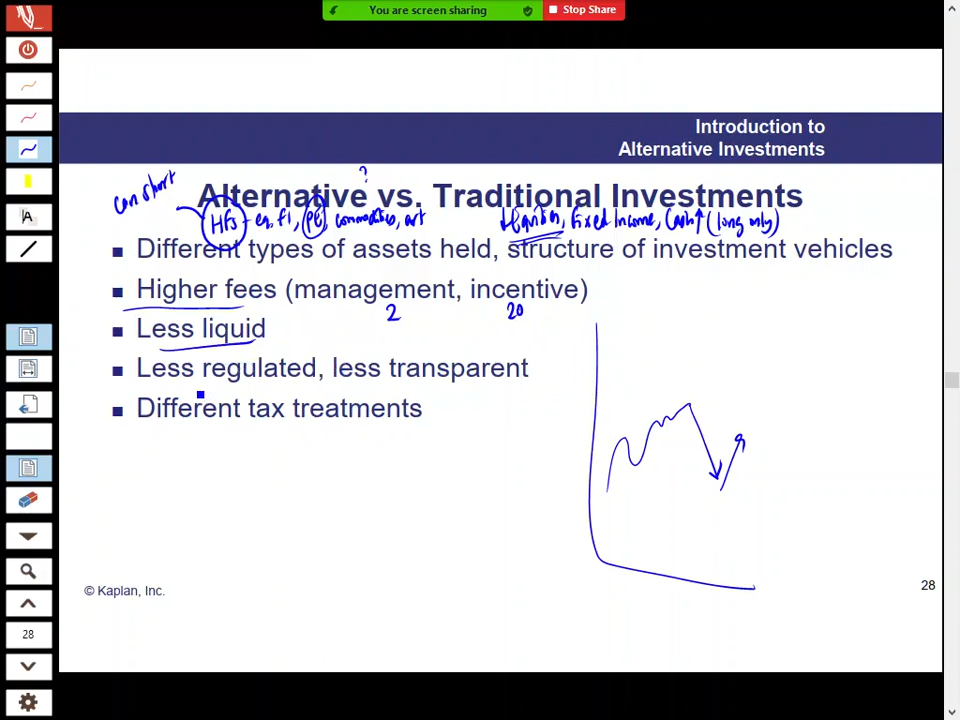 You are screen sharing
Stop Share
Introduction to
Alternative Investments
?
can short
Alternative vs. Traditional Investments
HFs - eq, FI, PE, commodities, art
↓ Equities, Fixed Income, Cash ↑ (long only)
■ Different types of assets held, structure of investment vehicles
■ Higher fees (management, incentive)
2 20
■ Less liquid
■ Less regulated, less transparent
■ Different tax treatments
A
© Kaplan, Inc.
28
28